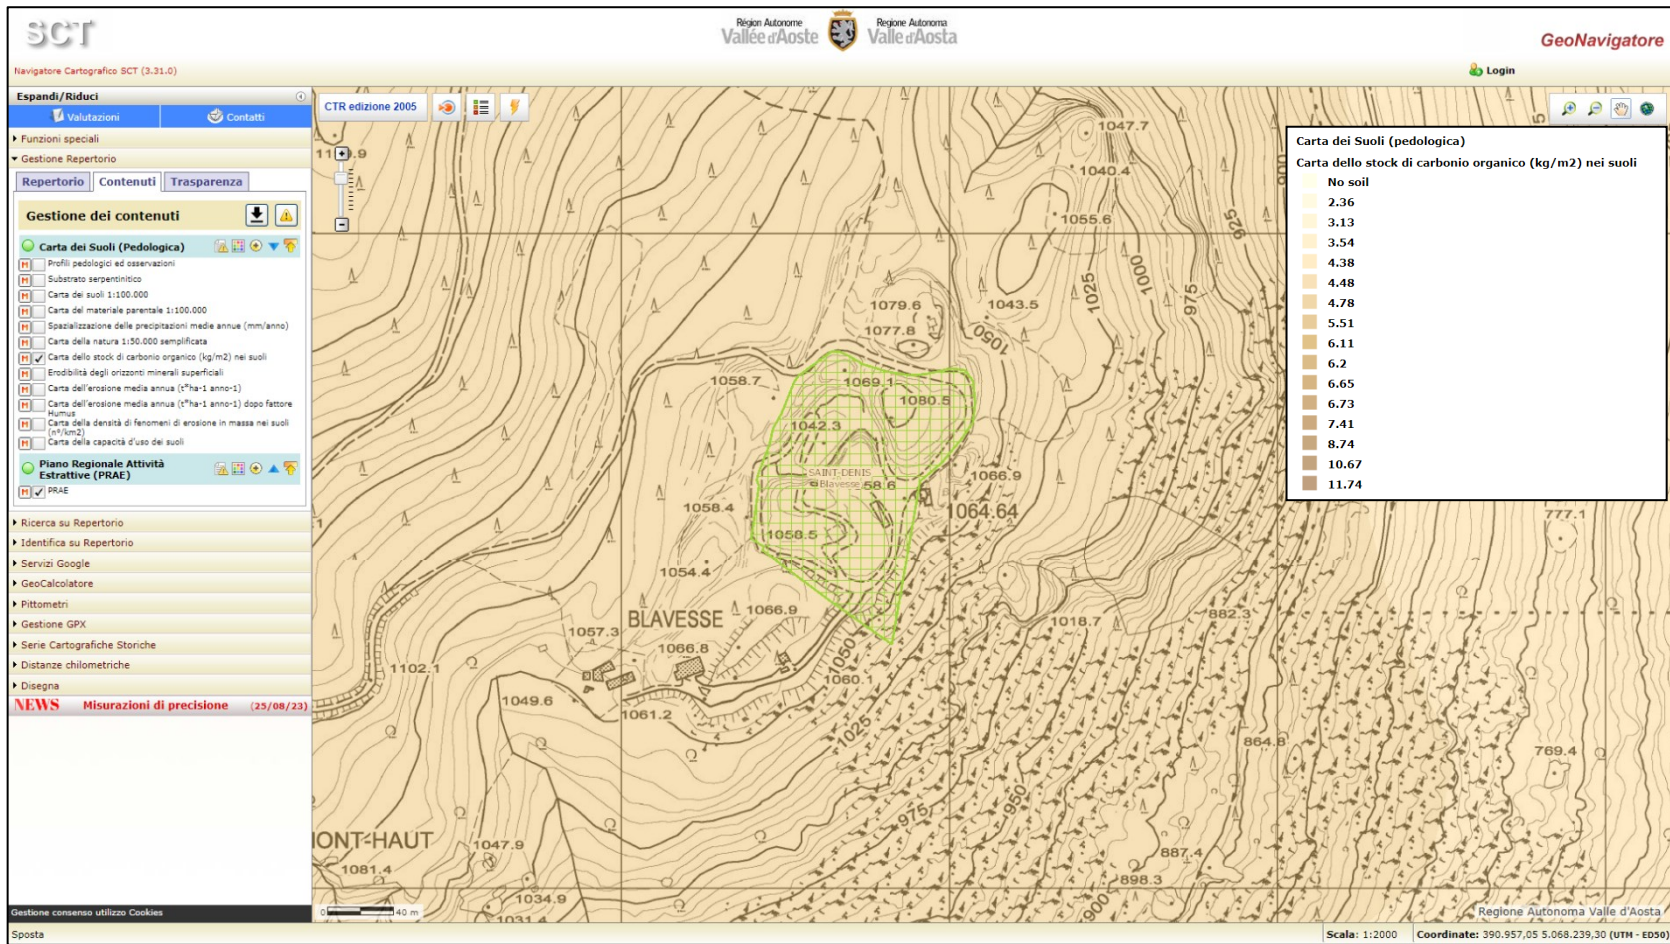 SCT
Région Autonome
Vallée d'Aoste
Regione Autonoma
Valle d'Aosta
GeoNavigatore
Navigatore Cartografico SCT (3.31.0)
Login
Espandi/Riduci
Valutazioni
Contatti
Funzioni speciali
Gestione Repertorio
Repertorio
Contenuti
Trasparenza
Gestione dei contenuti
Carta dei Suoli (Pedologica)
Profili pedologici ed osservazioni
Substrato serpentinitico
Carta dei suoli 1:100.000
Carta del materiale parentale 1:100.000
Spazializzazione delle precipitazioni medie annue (mm/anno)
Carta della natura 1:50.000 semplificata
Carta dello stock di carbonio organico (kg/m2) nei suoli
Erodibilità degli orizzonti minerali superficiali
Carta dell'erosione media annua (t*ha-1 anno-1)
Carta dell'erosione media annua (t*ha-1 anno-1) dopo fattore
Humus
Carta della densità di fenomeni di erosione in massa nei suoli
(n°/km2)
Carta della capacità d'uso dei suoli
Piano Regionale Attività
Estrattive (PRAE)
PRAE
Ricerca su Repertorio
Identifica su Repertorio
Servizi Google
GeoCalcolatore
Pittometri
Gestione GPX
Serie Cartografiche Storiche
Distanze chilometriche
Disegna
NEWS Misurazioni di precisione (25/08/23)
Gestione consenso utilizzo Cookies
Sposta
CTR edizione 2005
Carta dei Suoli (pedologica)
Carta dello stock di carbonio organico (kg/m2) nei suoli
No soil
2.36
3.13
3.54
4.38
4.48
4.78
5.51
6.11
6.2
6.65
6.73
7.41
8.74
10.67
11.74
1047.7
1040.4
1055.6
925
1025
1000
975
1079.6
1043.5
1077.8
1050
1058.7
1069.1
1080.5
1042.3
SAINT-DENIS
Blavesse
58.6
1066.9
1058.4
1064.64
777.1
1058.5
1054.4
BLAVESSE
1066.9
1057.3
1018.7
882.3
1066.8
1050
1102.1
1060.1
1049.6
1061.2
1025
864.8
769.4
950
975
MONT-HAUT
1047.9
887.4
1081.4
898.3
1034.9
900
1031.4
0 40 m
Regione Autonoma Valle d'Aosta
Scala: 1:2000
Coordinate: 390.957,05 5.068.239,30 (UTM - ED50)